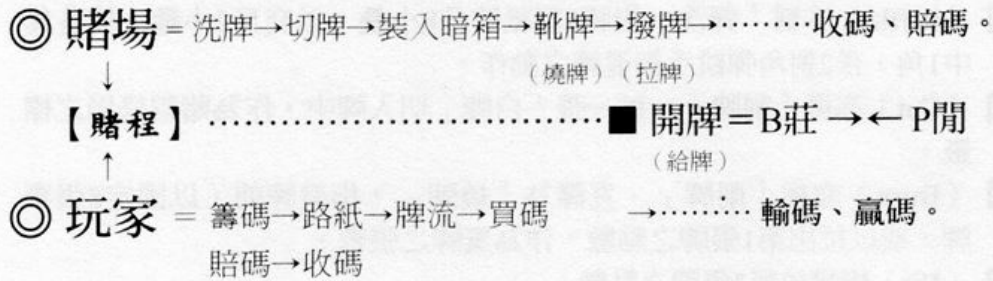 ◎ 賭場 = 洗牌→切牌→裝入暗箱→靴牌→撥牌→………收碼、賠碼。
↓ (燒牌) (拉牌)
【賭程】 ………………………………■ 開牌＝B莊 →← P閒
↑ (給牌)
◎ 玩家 = 籌碼→路紙→牌流→買碼 →……… 輸碼、贏碼。
賠碼→收碼